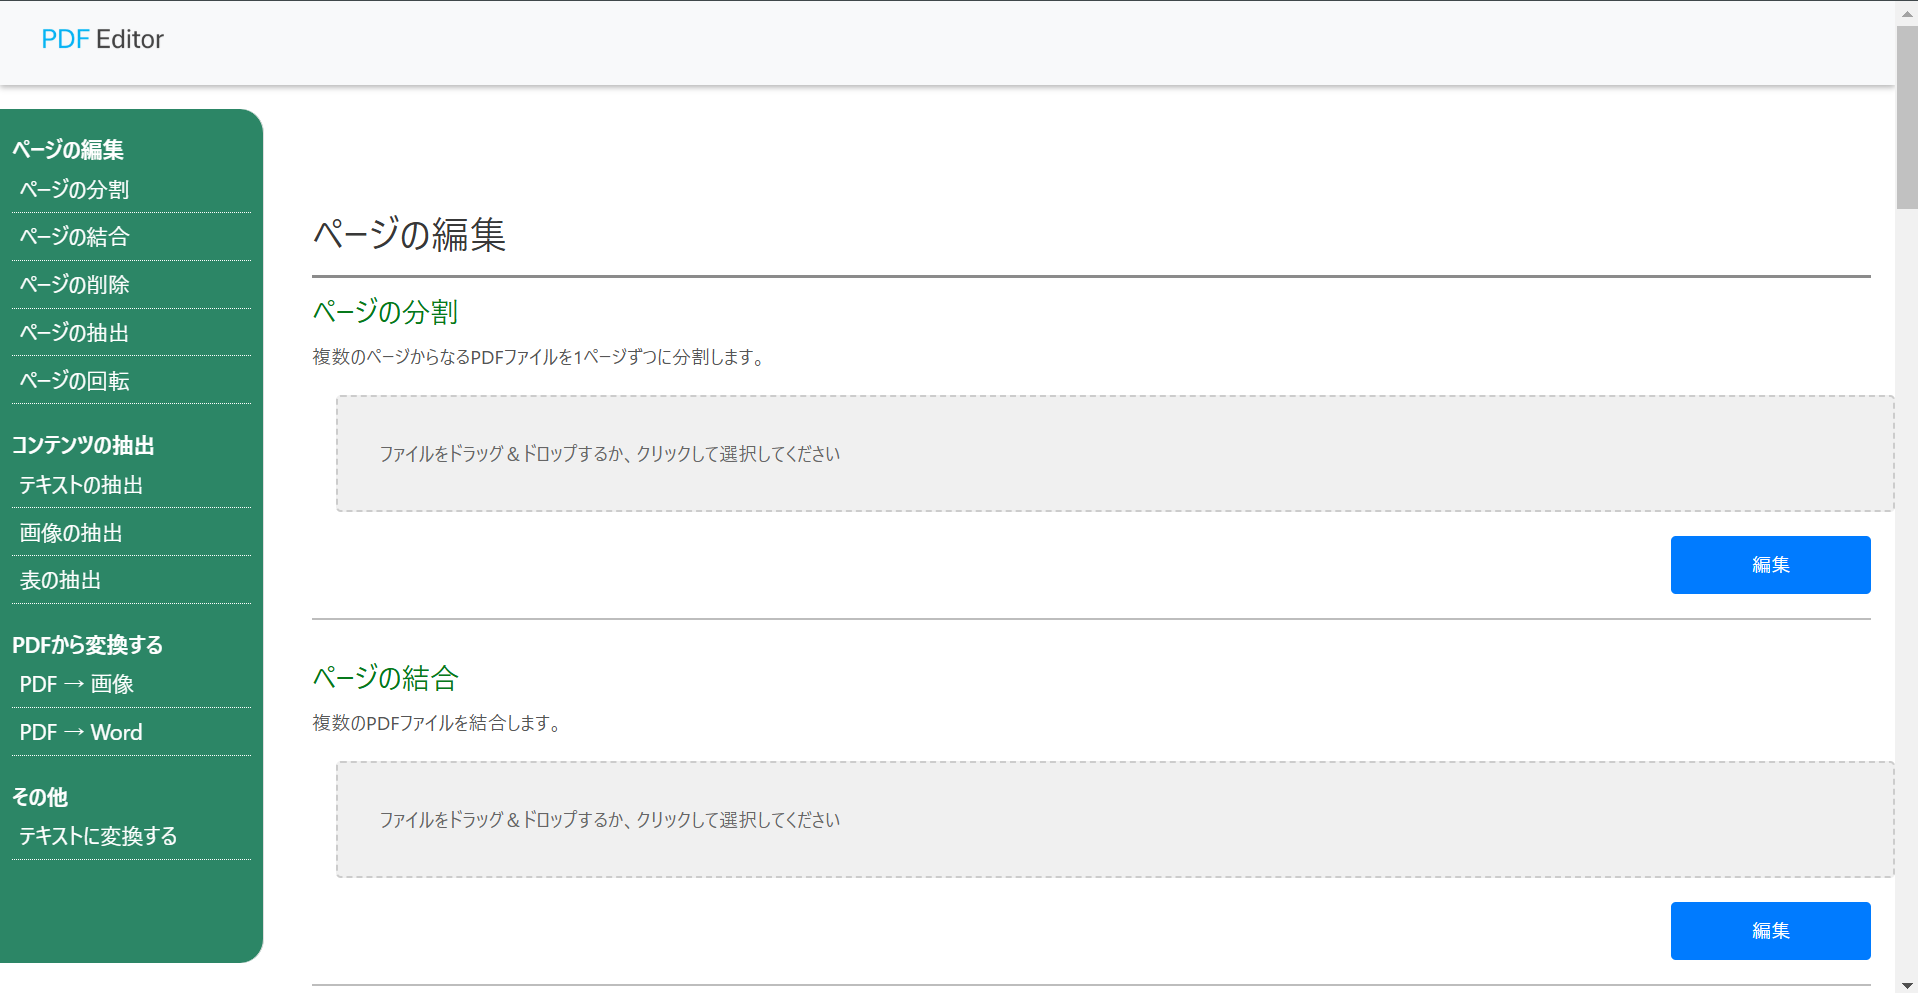 PDF Editor
ページの編集
ページの分割
ページの結合
ページの削除
ページの抽出
ページの回転
コンテンツの抽出
テキストの抽出
画像の抽出
表の抽出
PDFから変換する
PDF → 画像
PDF → Word
その他
テキストに変換する
ページの編集
ページの分割
複数のページからなるPDFファイルを1ページずつに分割します。
ファイルをドラッグ＆ドロップするか、クリックして選択してください
編集
ページの結合
複数のPDFファイルを結合します。
ファイルをドラッグ＆ドロップするか、クリックして選択してください
編集